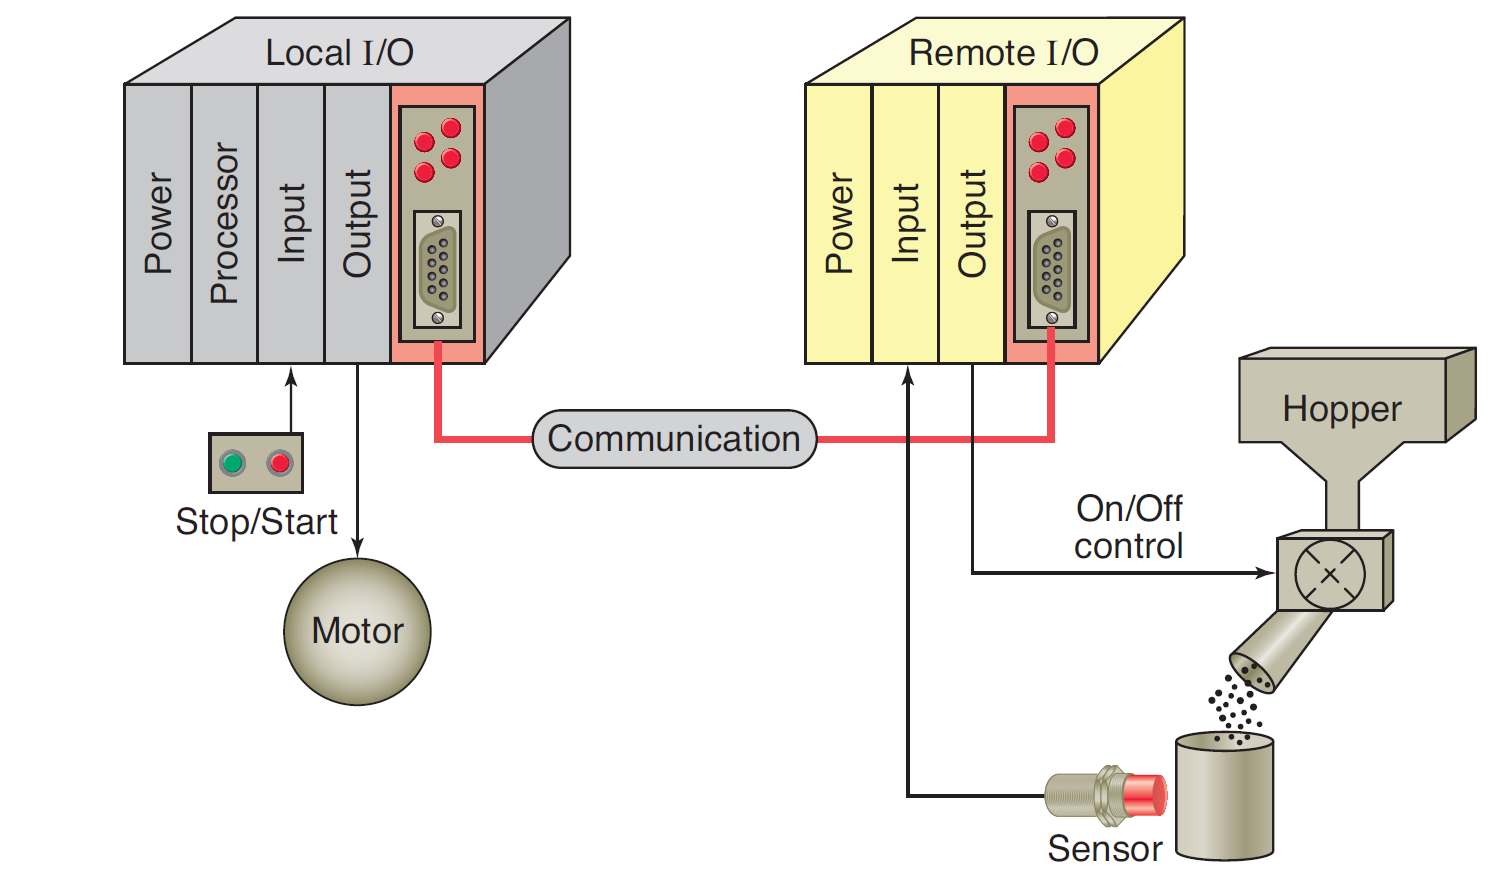 Local I/O
Remote I/O
Power
Processor
Input
Output
Power
Input
Output
Communication
Hopper
Stop/Start
On/Off
control
Motor
Sensor